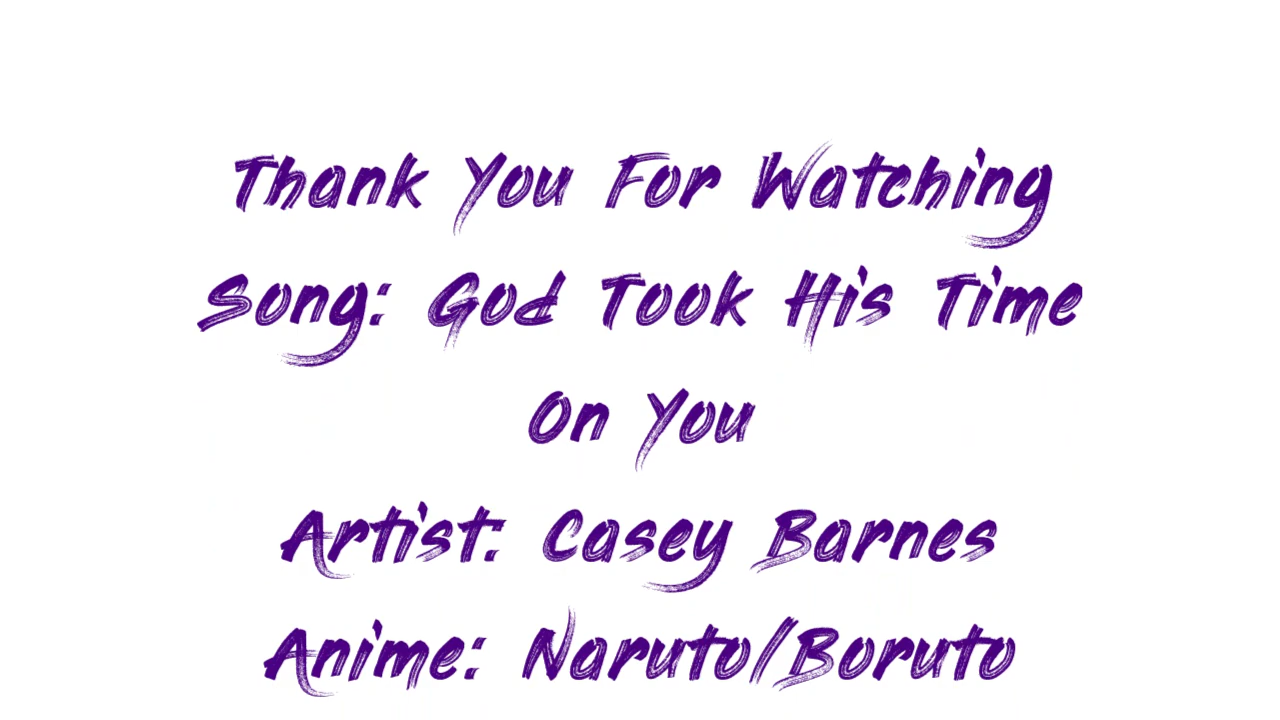 Thank You For Watching
Song: God Took His Time
On You
Artist: Casey Barnes
Anime: Naruto/Boruto